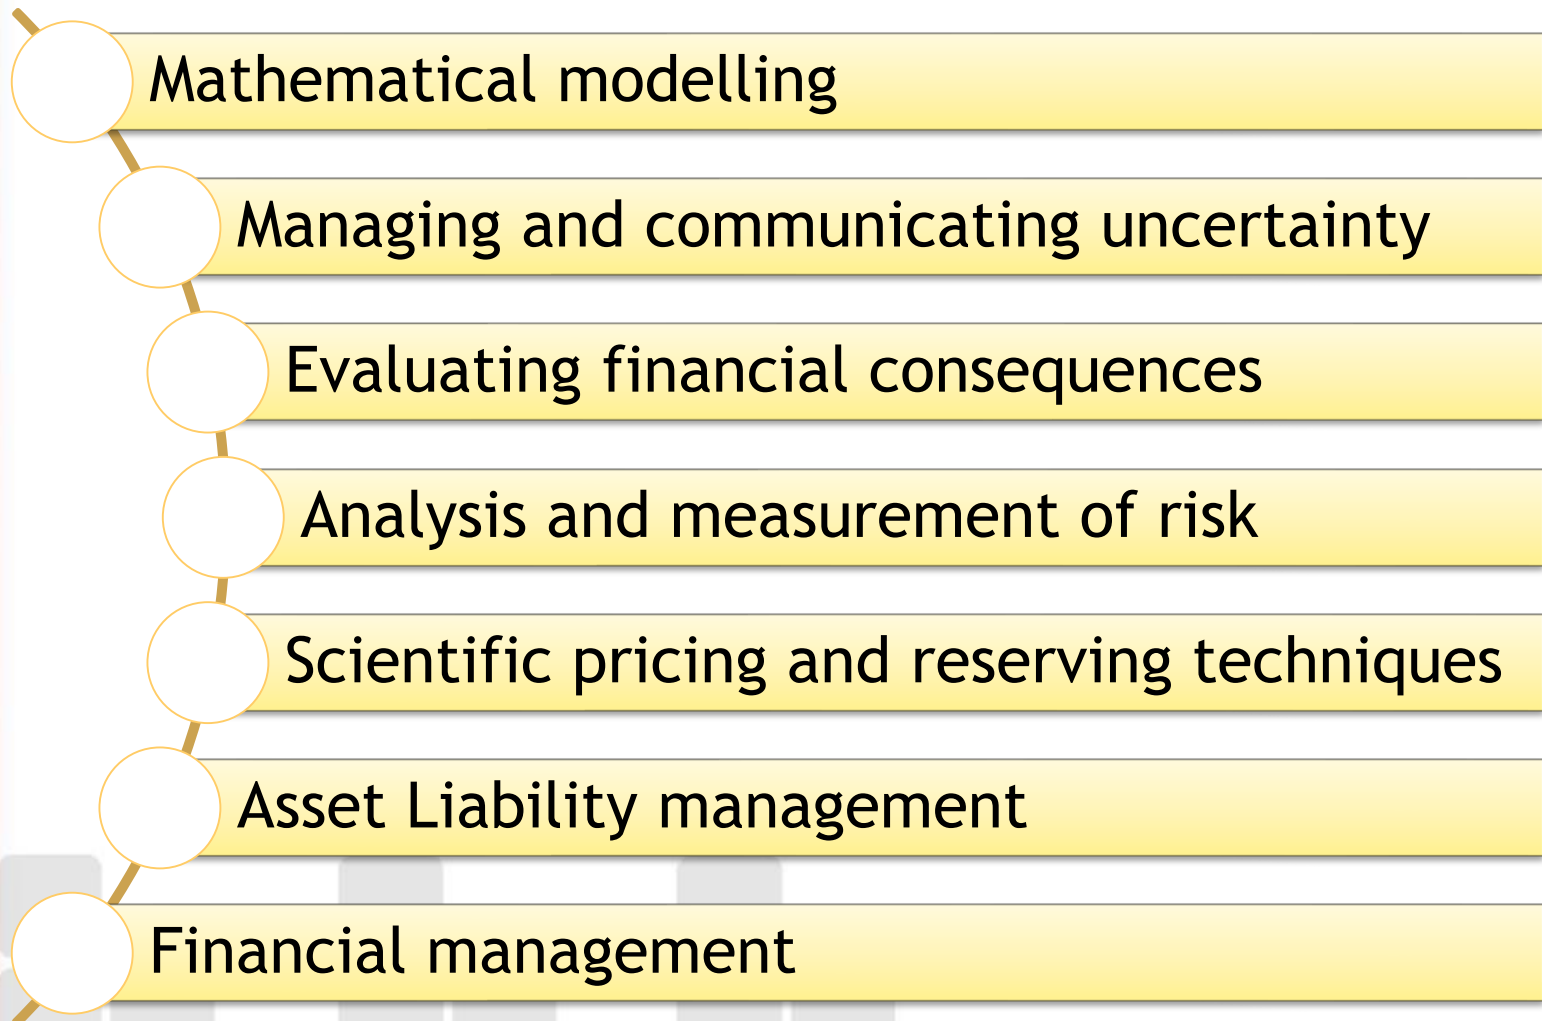 Mathematical modelling
Managing and communicating uncertainty
Evaluating financial consequences
Analysis and measurement of risk
Scientific pricing and reserving techniques
Asset Liability management
Financial management